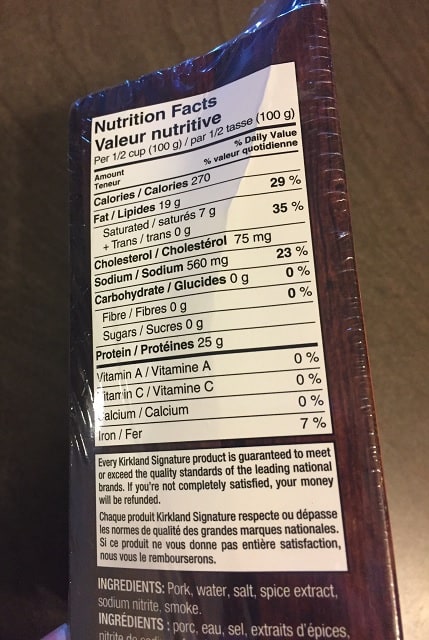 Nutrition Facts
Valeur nutritive
Per 1/2 cup (100 g) / par 1/2 tasse (100 g)
Amount % Daily Value
Teneur % valeur quotidienne
Calories / Calories 270
Fat / Lipides 19 g 29 %
Saturated / saturés 7 g 35 %
+ Trans / trans 0 g
Cholesterol / Cholestérol 75 mg
Sodium / Sodium 560 mg 23 %
Carbohydrate / Glucides 0 g 0 %
Fibre / Fibres 0 g 0 %
Sugars / Sucres 0 g
Protein / Protéines 25 g
Vitamin A / Vitamine A 0 %
Vitamin C / Vitamine C 0 %
Calcium / Calcium 0 %
Iron / Fer 7 %
Every Kirkland Signature product is guaranteed to meet
or exceed the quality standards of the leading national
brands. If you're not completely satisfied, your money
will be refunded.
Chaque produit Kirkland Signature respecte ou dépasse
les normes de qualité des grandes marques nationales.
Si ce produit ne vous donne pas entière satisfaction,
nous vous le rembourserons.
INGREDIENTS: Pork, water, salt, spice extract,
sodium nitrite, smoke.
INGRÉDIENTS : porc, eau, sel, extraits d'épices,
nitrite de